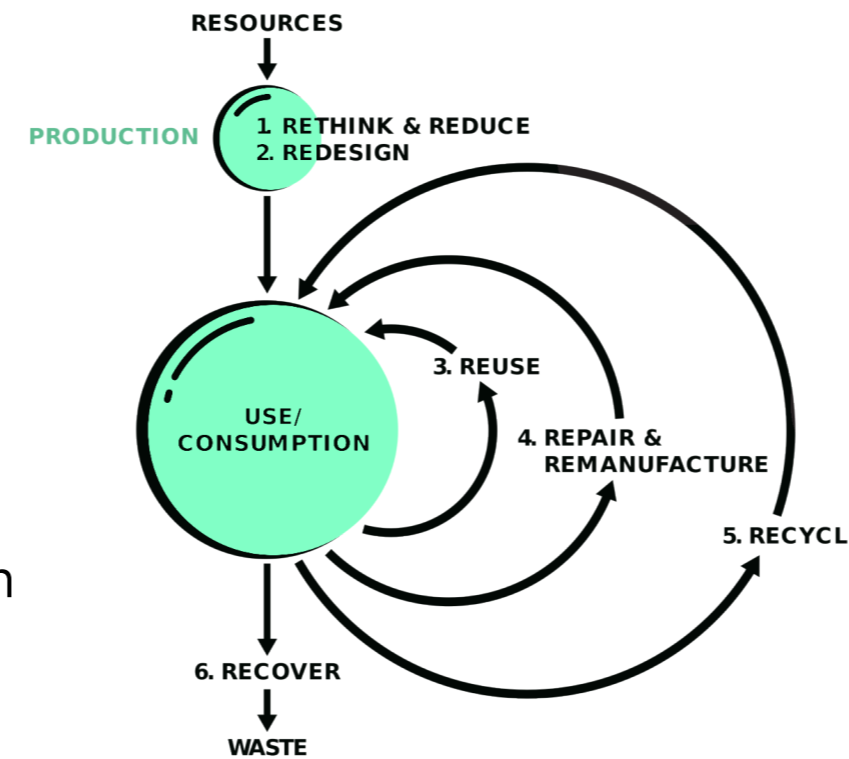 RESOURCES
PRODUCTION
1. RETHINK & REDUCE
2. REDESIGN
3. REUSE
USE/
CONSUMPTION
4. REPAIR &
REMANUFACTURE
5. RECYCL
n
6. RECOVER
WASTE